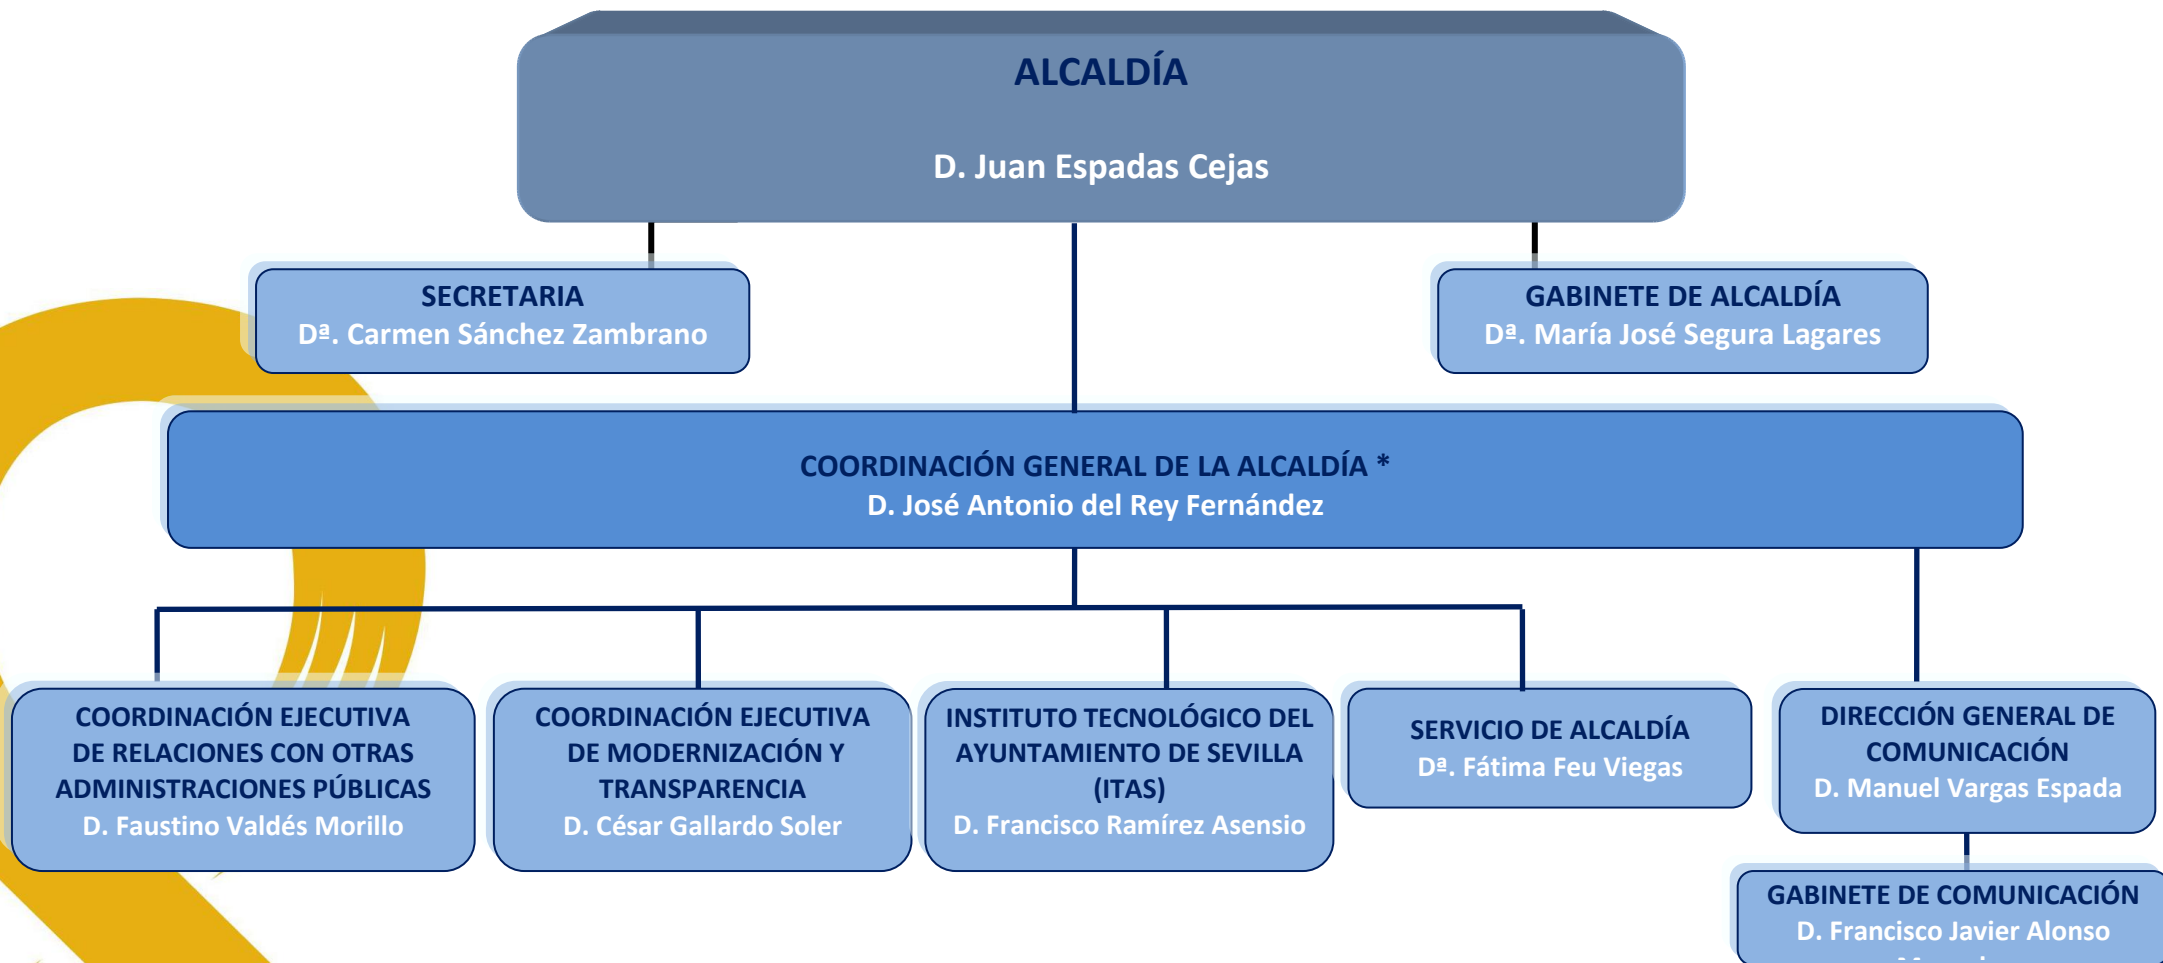 ALCALDÍA
D. Juan Espadas Cejas
SECRETARIA
Dª. Carmen Sánchez Zambrano
GABINETE DE ALCALDÍA
Dª. María José Segura Lagares
COORDINACIÓN GENERAL DE LA ALCALDÍA *
D. José Antonio del Rey Fernández
COORDINACIÓN EJECUTIVA
DE RELACIONES CON OTRAS
ADMINISTRACIONES PÚBLICAS
D. Faustino Valdés Morillo
COORDINACIÓN EJECUTIVA
DE MODERNIZACIÓN Y
TRANSPARENCIA
D. César Gallardo Soler
INSTITUTO TECNOLÓGICO DEL
AYUNTAMIENTO DE SEVILLA
(ITAS)
D. Francisco Ramírez Asensio
SERVICIO DE ALCALDÍA
Dª. Fátima Feu Viegas
DIRECCIÓN GENERAL DE
COMUNICACIÓN
D. Manuel Vargas Espada
GABINETE DE COMUNICACIÓN
D. Francisco Javier Alonso